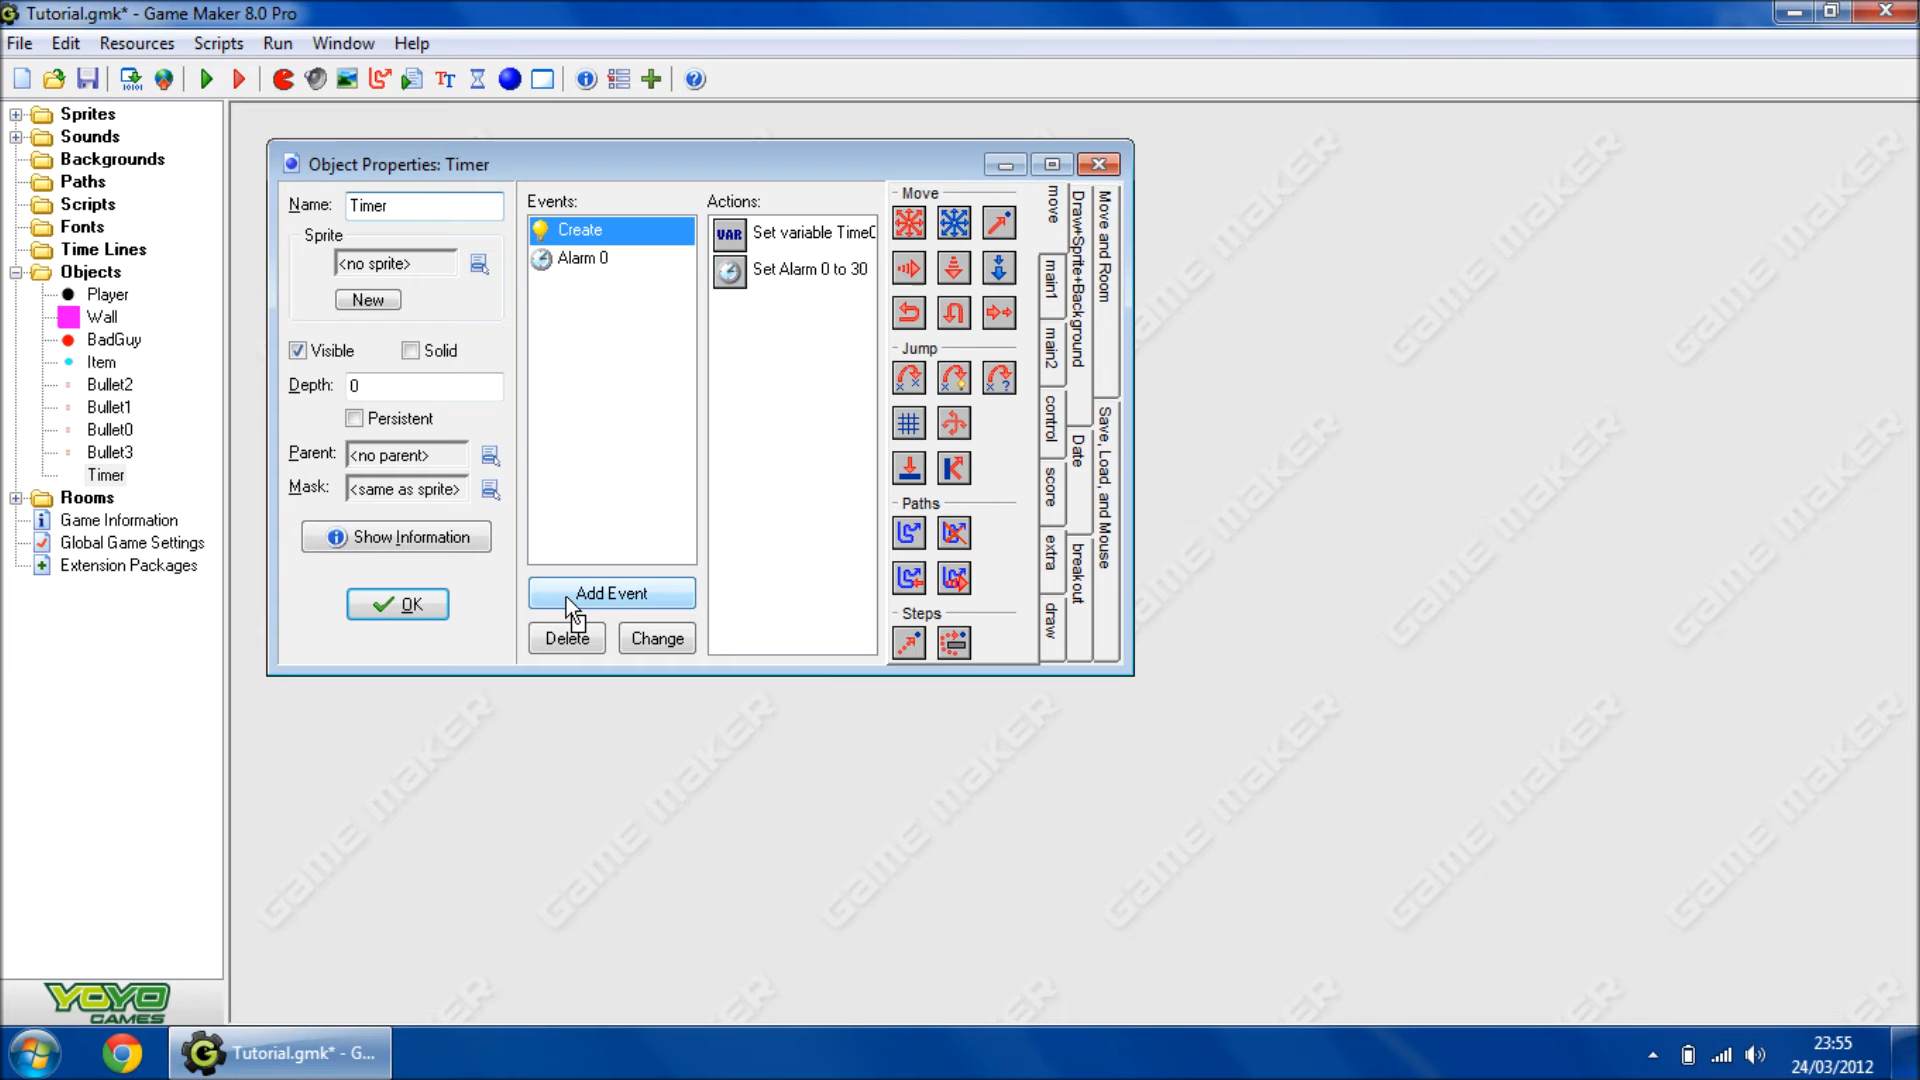 Tutorial.gmk* - Game Maker 8.0 Pro
File Edit Resources Scripts Run Window Help
Sprites
Sounds
Backgrounds
Paths
Scripts
Fonts
Time Lines
Objects
Player
Wall
BadGuy
Item
Bullet2
Bullet1
Bullet0
Bullet3
Timer
Rooms
Game Information
Global Game Settings
Extension Packages
Object Properties: Timer
Name: Timer
Sprite
<no sprite>
New
Visible Solid
Depth: 0
Persistent
Parent: <no parent>
Mask: <same as sprite>
Show Information
OK
Events:
Create
Alarm 0
Add Event
Delete Change
Actions:
VAR Set variable Time
Set Alarm 0 to 30
Move
Jump
Paths
Steps
move
main1
main2
control
score
extra
draw
Draw+Sprite+Background
Date
breakout
Move and Room
Save, Load, and Mouse
GAME MAKER
YOYO
GAMES
Tutorial.gmk* - G...
23:55
24/03/2012